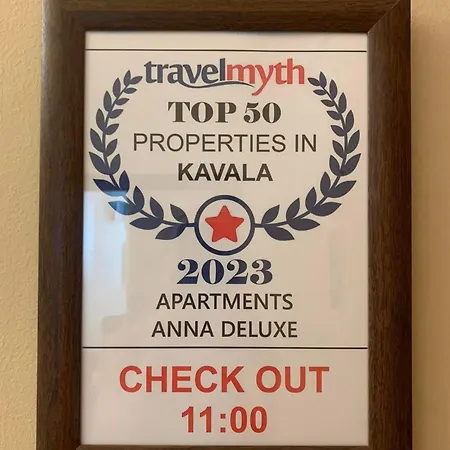 travelmyth
TOP 50
PROPERTIES IN
KAVALA
2023
APARTMENTS
ANNA DELUXE
CHECK OUT
11:00